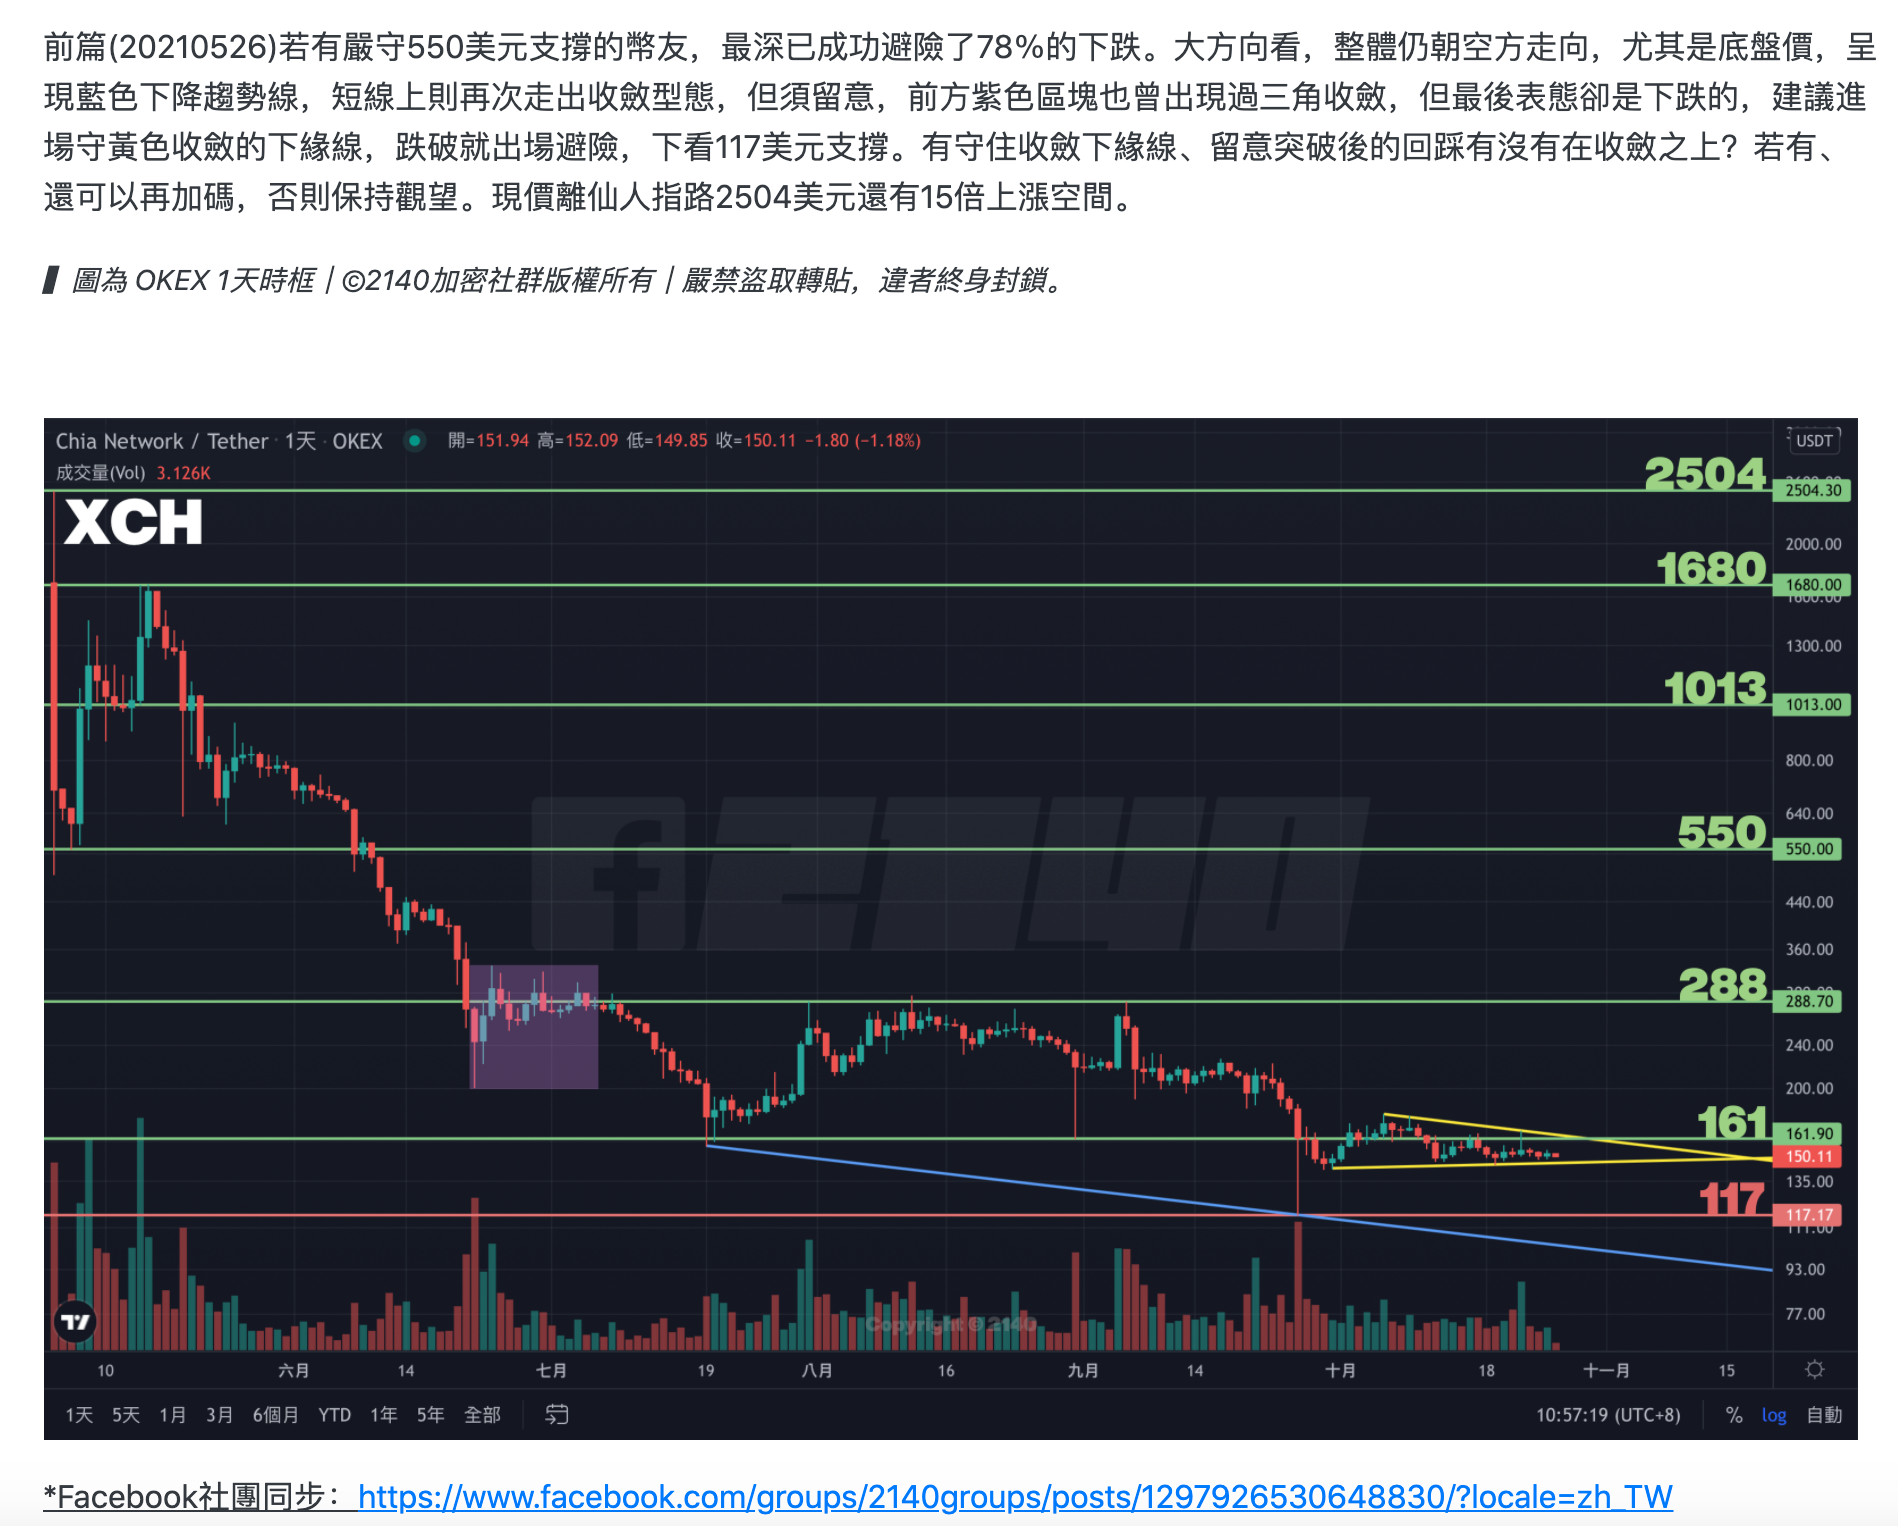 前篇(20210526)若有嚴守550美元支撐的幣友，最深已成功避險了78%的下跌。大方向看，整體仍朝空方走向，尤其是底盤價，呈
現藍色下降趨勢線，短線上則再次走出收斂型態，但須留意，前方紫色區塊也曾出現過三角收斂，但最後表態卻是下跌的，建議進
場守黃色收斂的下緣線，跌破就出場避險，下看117美元支撐。有守住收斂下緣線、留意突破後的回踩有沒有在收斂之上？若有、
還可以再加碼，否則保持觀望。現價離仙人指路2504美元還有15倍上漲空間。
▌圖為 OKEX 1天時框｜©2140加密社群版權所有｜嚴禁盜取轉貼，違者終身封鎖。
Chia Network / Tether · 1天 · OKEX 開=151.94 高=152.09 低=149.85 收=150.11 −1.80 (−1.18%)
USDT
成交量(Vol) 3.126K
2504
2504.30
XCH
2000.00
1680
1680.00
1600.00
1300.00
1013
1013.00
800.00
640.00
550
550.00
2140
440.00
360.00
288
288.70
240.00
200.00
161
161.90
150.11
135.00
117
117.17
111.00
93.00
77.00
Copyright © 2140
10 六月 14 七月 19 八月 16 九月 14 十月 18 十一月 15
1天 5天 1月 3月 6個月 YTD 1年 5年 全部 10:57:19 (UTC+8) % log 自動
*Facebook社團同步：https://www.facebook.com/groups/2140groups/posts/1297926530648830/?locale=zh_TW